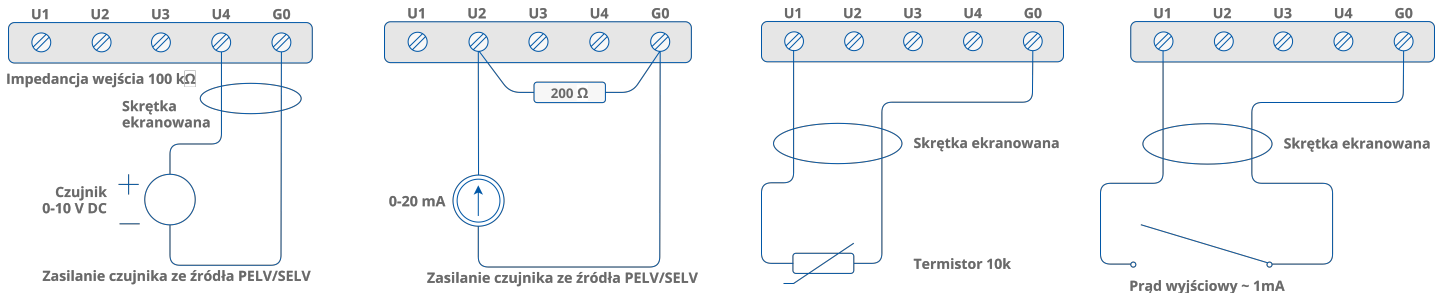 U1 U2 U3 U4 G0
Impedancja wejścia 100 kΩ
Skrętka
ekranowana
Czujnik
0-10 V DC
Zasilanie czujnika ze źródła PELV/SELV
U1 U2 U3 U4 G0
200 Ω
0-20 mA
Zasilanie czujnika ze źródła PELV/SELV
U1 U2 U3 U4 G0
Skrętka ekranowana
Termistor 10k
U1 U2 U3 U4 G0
Skrętka ekranowana
Prąd wyjściowy ~ 1mA